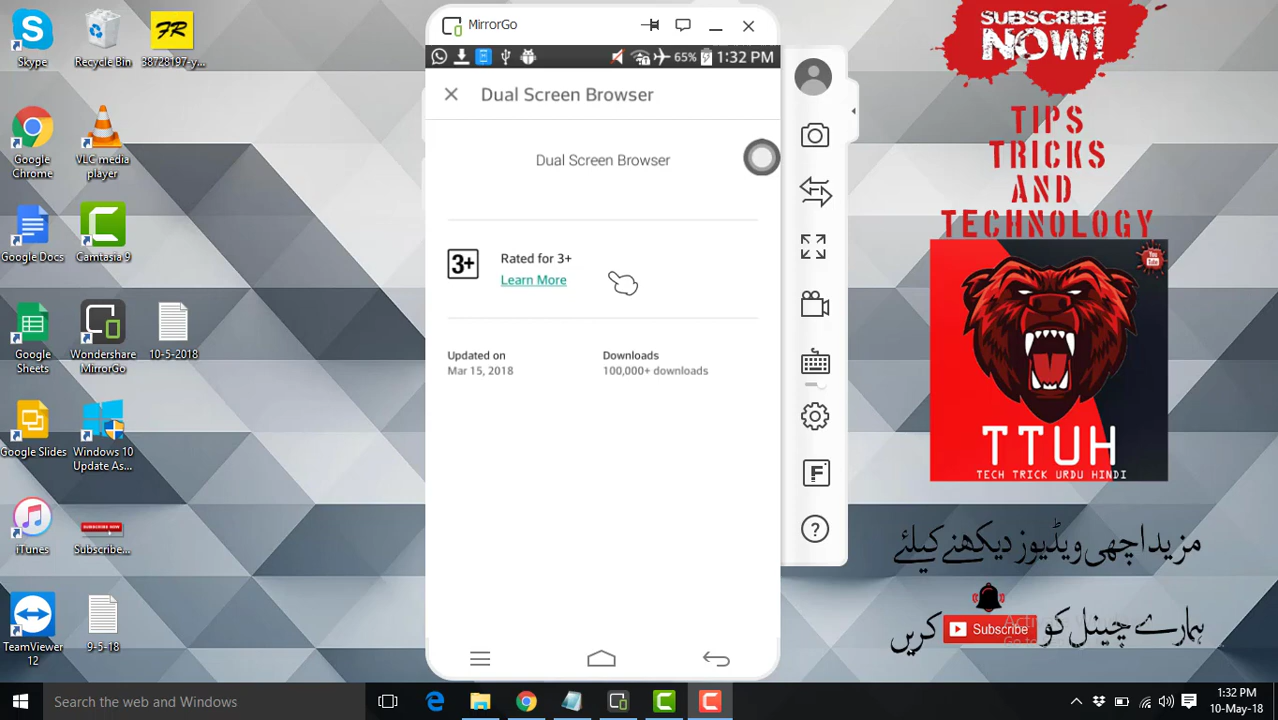 Skype
Recycle Bin
FR
38728197-y...
Google
Chrome
VLC media
player
Google Docs
Camtasia 9
Google
Sheets
Wondershare
MirrorGo
10-5-2018
Google Slides
Windows 10
Update As...
iTunes
Subscribe...
TeamViewer
12
9-5-18
MirrorGo
65%
1:32 PM
Dual Screen Browser
Dual Screen Browser
3+
Rated for 3+
Learn More
Updated on
Mar 15, 2018
Downloads
100,000+ downloads
F
?
SUBSCRIBE
NOW!
TIPS
TRICKS
AND
TECHNOLOGY
You
Tube
TTUH
TECH TRICK URDU HINDI
مزید اچھی ویڈیوز دیکھنے کیلئے
ہمارے چینل کو Subscribe کریں
Search the web and Windows
1:32 PM
10-May-18